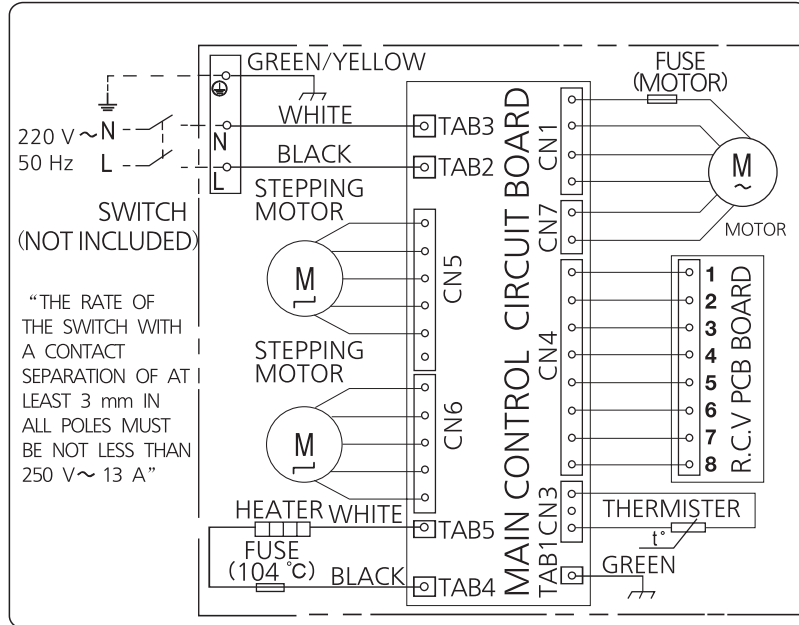 GREEN/YELLOW
220 V ~ N
50 Hz L
N
L
WHITE
BLACK
SWITCH
(NOT INCLUDED)
"THE RATE OF
THE SWITCH WITH
A CONTACT
SEPARATION OF AT
LEAST 3 mm IN
ALL POLES MUST
BE NOT LESS THAN
250 V~ 13 A"
STEPPING
MOTOR
M
STEPPING
MOTOR
M
HEATER
WHITE
FUSE
(104 °C)
BLACK
TAB3
TAB2
CN5
CN6
TAB5
TAB4
MAIN CONTROL CIRCUIT BOARD
CN1
CN7
CN4
CN3
TAB1
FUSE
(MOTOR)
M
~
MOTOR
1
2
3
4
5
6
7
8
R.C.V PCB BOARD
THERMISTER
t°
GREEN